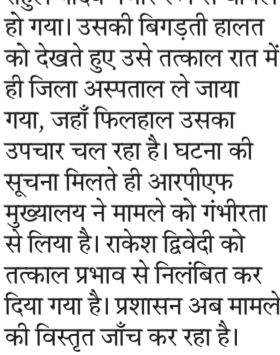 हो गया। उसकी बिगड़ती हालत
को देखते हुए उसे तत्काल रात में
ही जिला अस्पताल ले जाया
गया, जहाँ फिलहाल उसका
उपचार चल रहा है। घटना की
सूचना मिलते ही आरपीएफ
मुख्यालय ने मामले को गंभीरता
से लिया है। राकेश द्विवेदी को
तत्काल प्रभाव से निलंबित कर
दिया गया है। प्रशासन अब मामले
की विस्तृत जाँच कर रहा है।